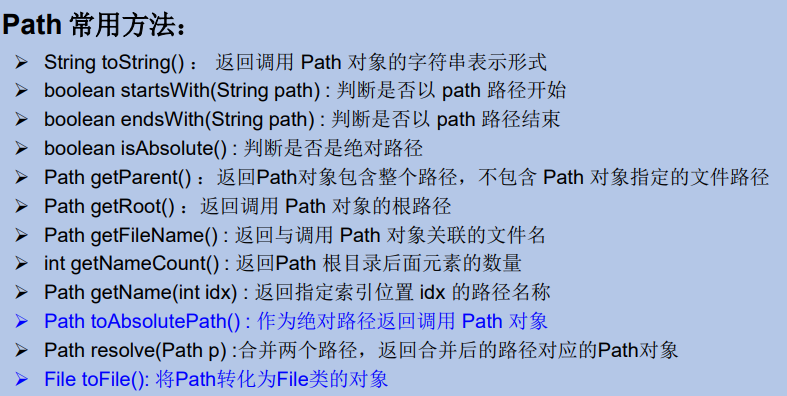 Path 常用方法：
➢ String toString() ： 返回调用 Path 对象的字符串表示形式
➢ boolean startsWith(String path) : 判断是否以 path 路径开始
➢ boolean endsWith(String path) : 判断是否以 path 路径结束
➢ boolean isAbsolute() : 判断是否是绝对路径
➢ Path getParent() ：返回Path对象包含整个路径，不包含 Path 对象指定的文件路径
➢ Path getRoot() ：返回调用 Path 对象的根路径
➢ Path getFileName() : 返回与调用 Path 对象关联的文件名
➢ int getNameCount() : 返回Path 根目录后面元素的数量
➢ Path getName(int idx) : 返回指定索引位置 idx 的路径名称
➢ Path toAbsolutePath() : 作为绝对路径返回调用 Path 对象
➢ Path resolve(Path p) :合并两个路径，返回合并后的路径对应的Path对象
➢ File toFile(): 将Path转化为File类的对象